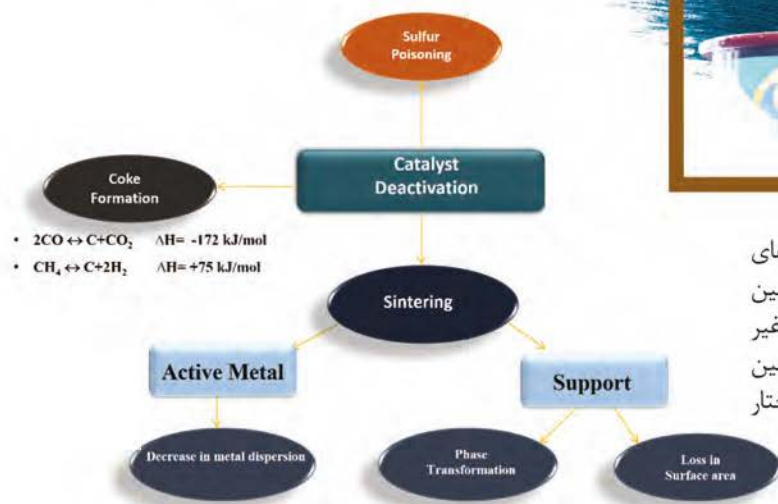 Sulfur
Poisoning
Catalyst
Deactivation
Coke
Formation
• 2CO ↔ C+CO₂ ΔH= -172 kJ/mol
• CH₄ ↔ C+2H₂ ΔH= +75 kJ/mol
Sintering
Active Metal
Support
Decrease in metal dispersion
Phase
Transformation
Loss in
Surface area